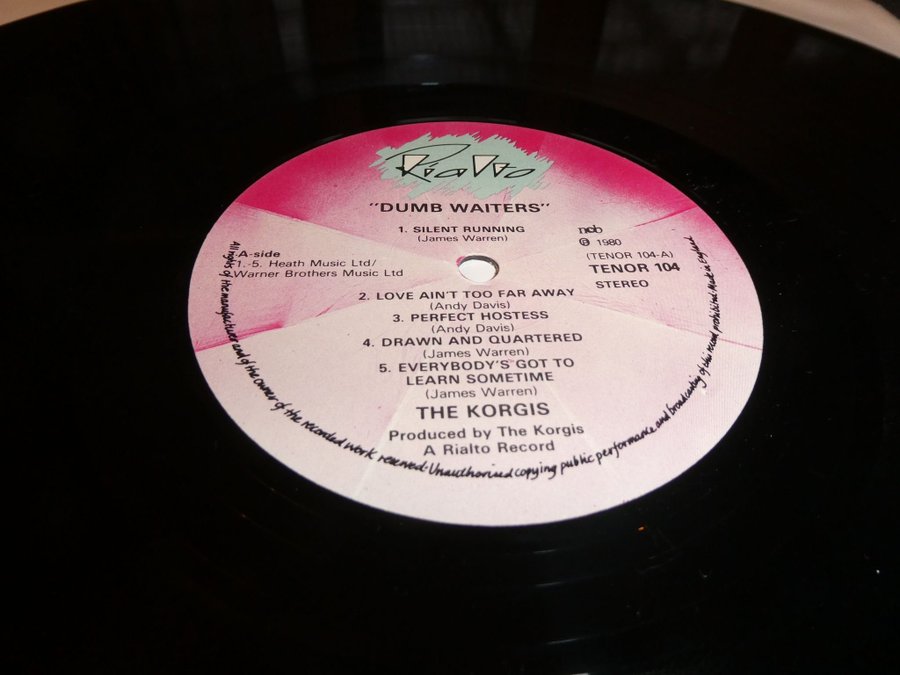 Rialto
"DUMB WAITERS"
1. SILENT RUNNING
(James Warren)
A-side
1.-5. Heath Music Ltd/
Warner Brothers Music Ltd
ncb
Ⓟ 1980
(TENOR 104-A)
TENOR 104
STEREO
2. LOVE AIN'T TOO FAR AWAY
(Andy Davis)
3. PERFECT HOSTESS
(Andy Davis)
4. DRAWN AND QUARTERED
(James Warren)
5. EVERYBODY'S GOT TO
LEARN SOMETIME
(James Warren)
THE KORGIS
Produced by The Korgis
A Rialto Record
All rights of the manufacturer and of the owner of the recorded work reserved. Unauthorised copying public performance and broadcasting of this record prohibited. Made in England